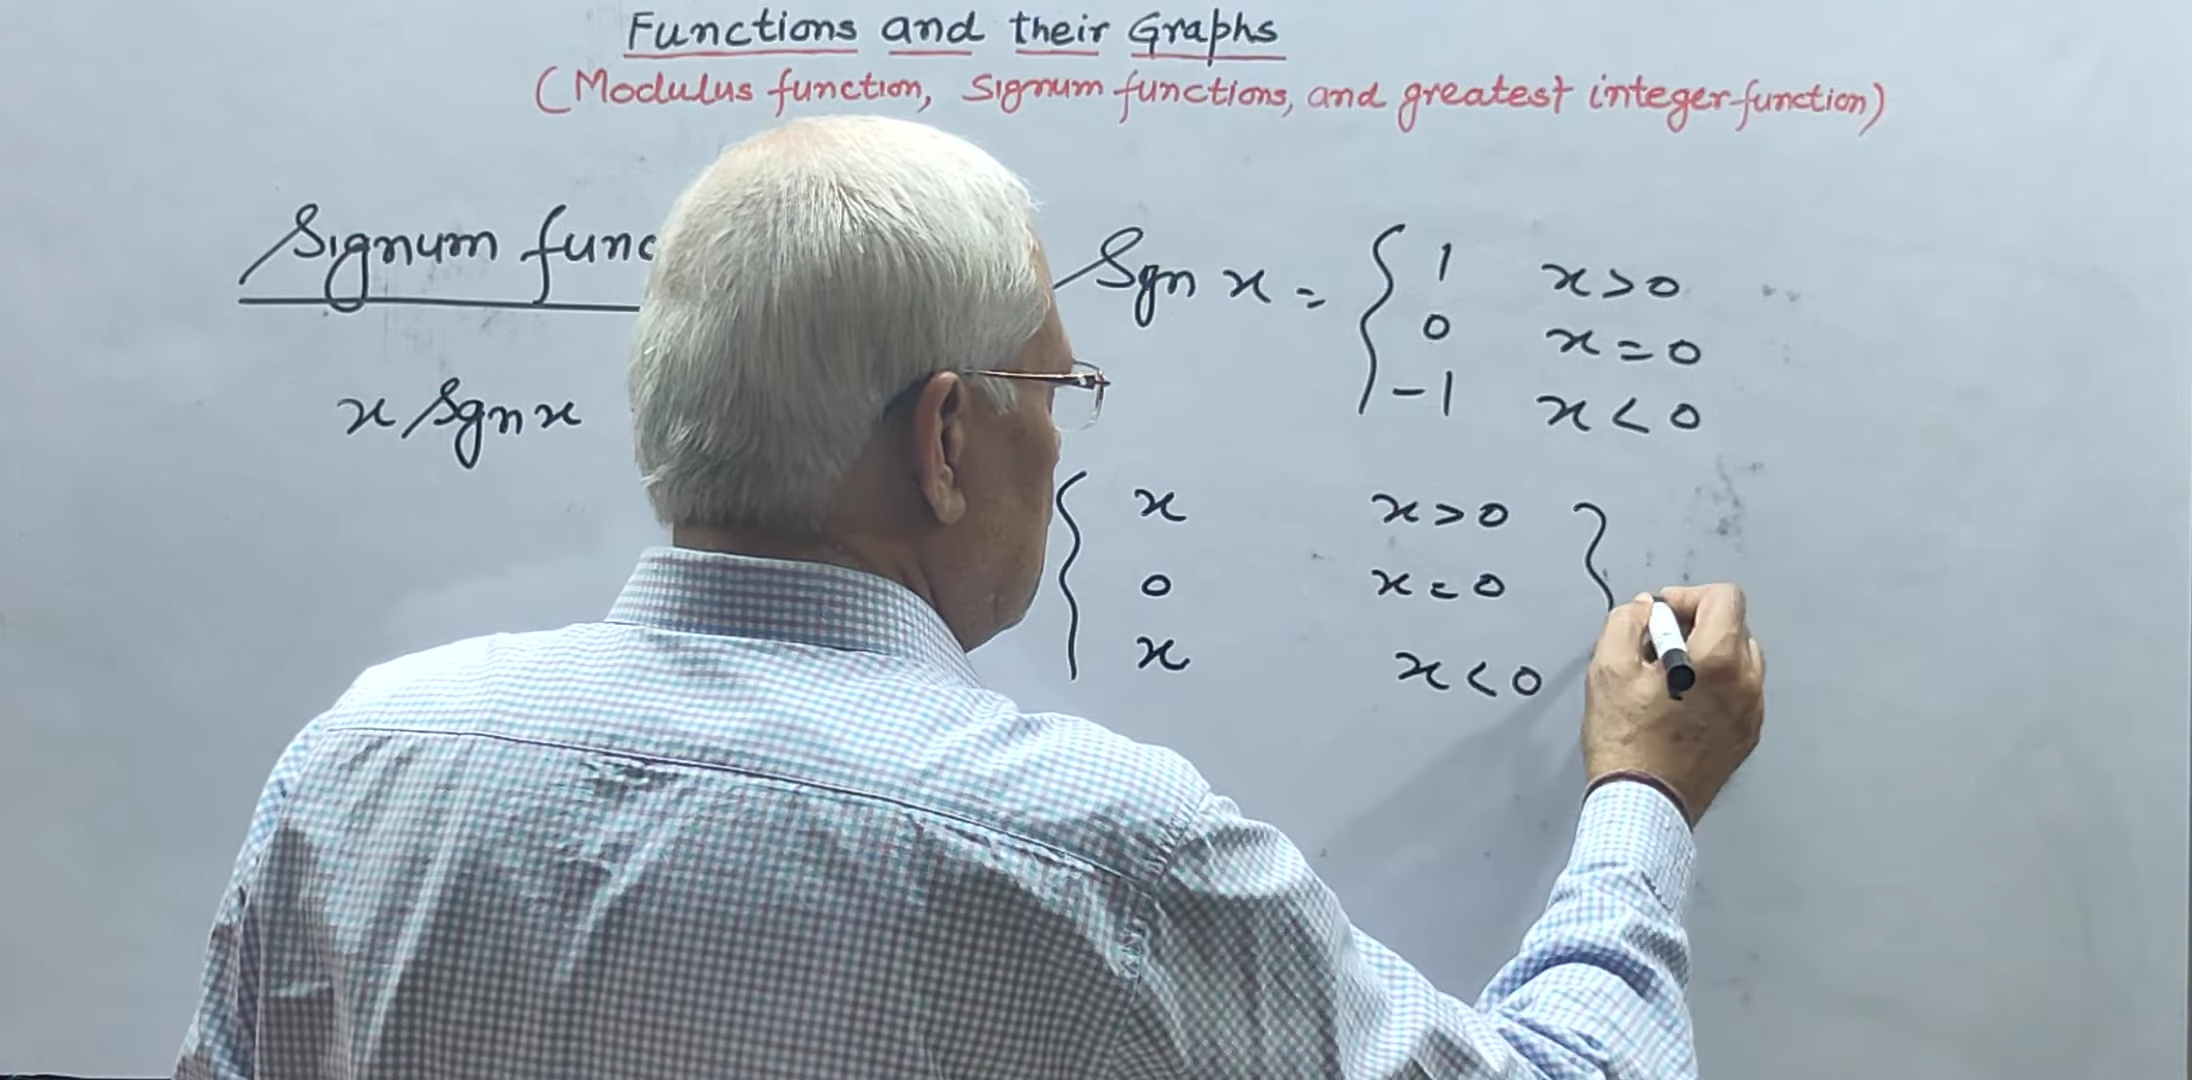 Functions and their Graphs
(Modulus function, Signum functions, and greatest integer function)
Signum func
Sgn x = { 1 x>0
0 x=0
-1 x<0
x Sgn x
{ x x>0 }
0 x=0
x x<0